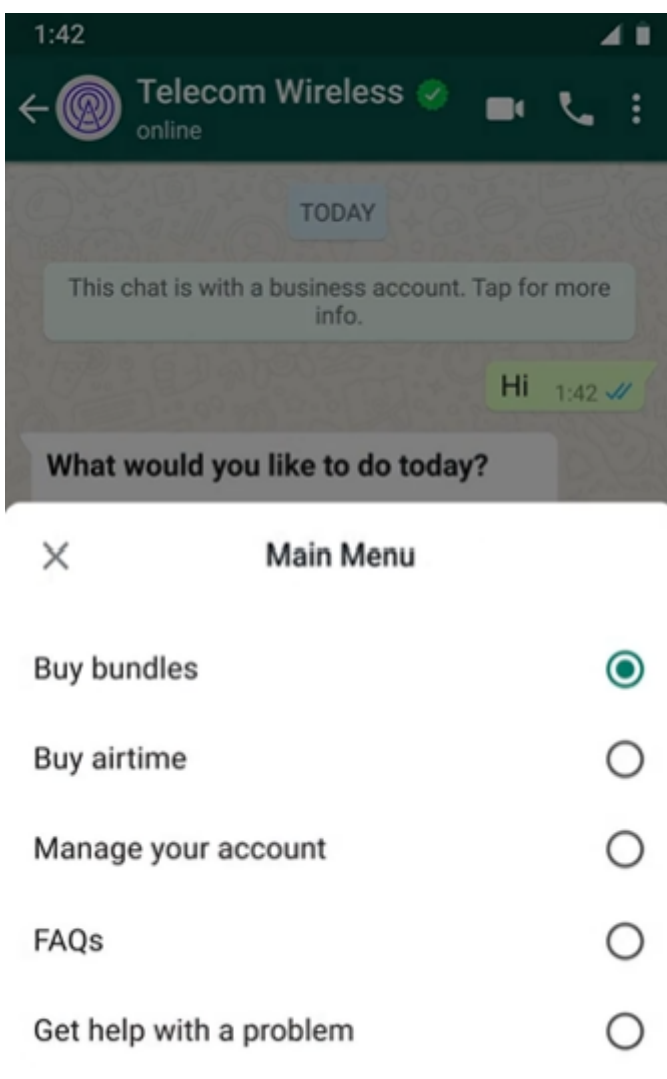 1:42
Telecom Wireless
online
TODAY
This chat is with a business account. Tap for more
info.
Hi 1:42
What would you like to do today?
Main Menu
Buy bundles
Buy airtime
Manage your account
FAQs
Get help with a problem